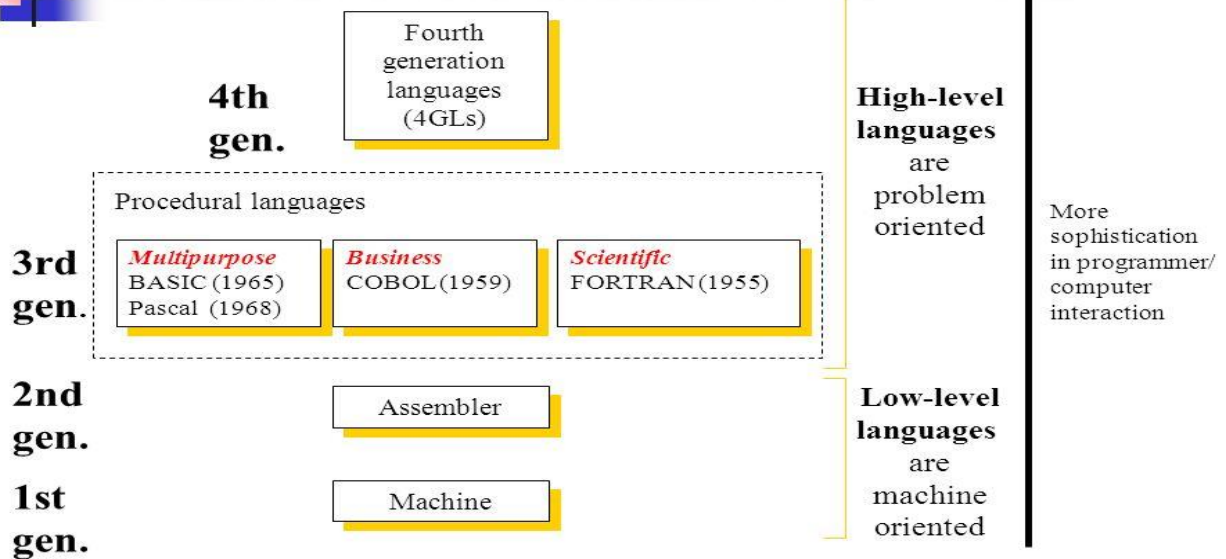 Fourth
generation
languages
(4GLs)
4th
gen.
High-level
languages
are
problem
oriented
Procedural languages
3rd
gen.
Multipurpose
BASIC (1965)
Pascal (1968)
Business
COBOL(1959)
Scientific
FORTRAN(1955)
More
sophistication
in programmer/
computer
interaction
2nd
gen.
Assembler
Low-level
languages
are
machine
oriented
1st
gen.
Machine